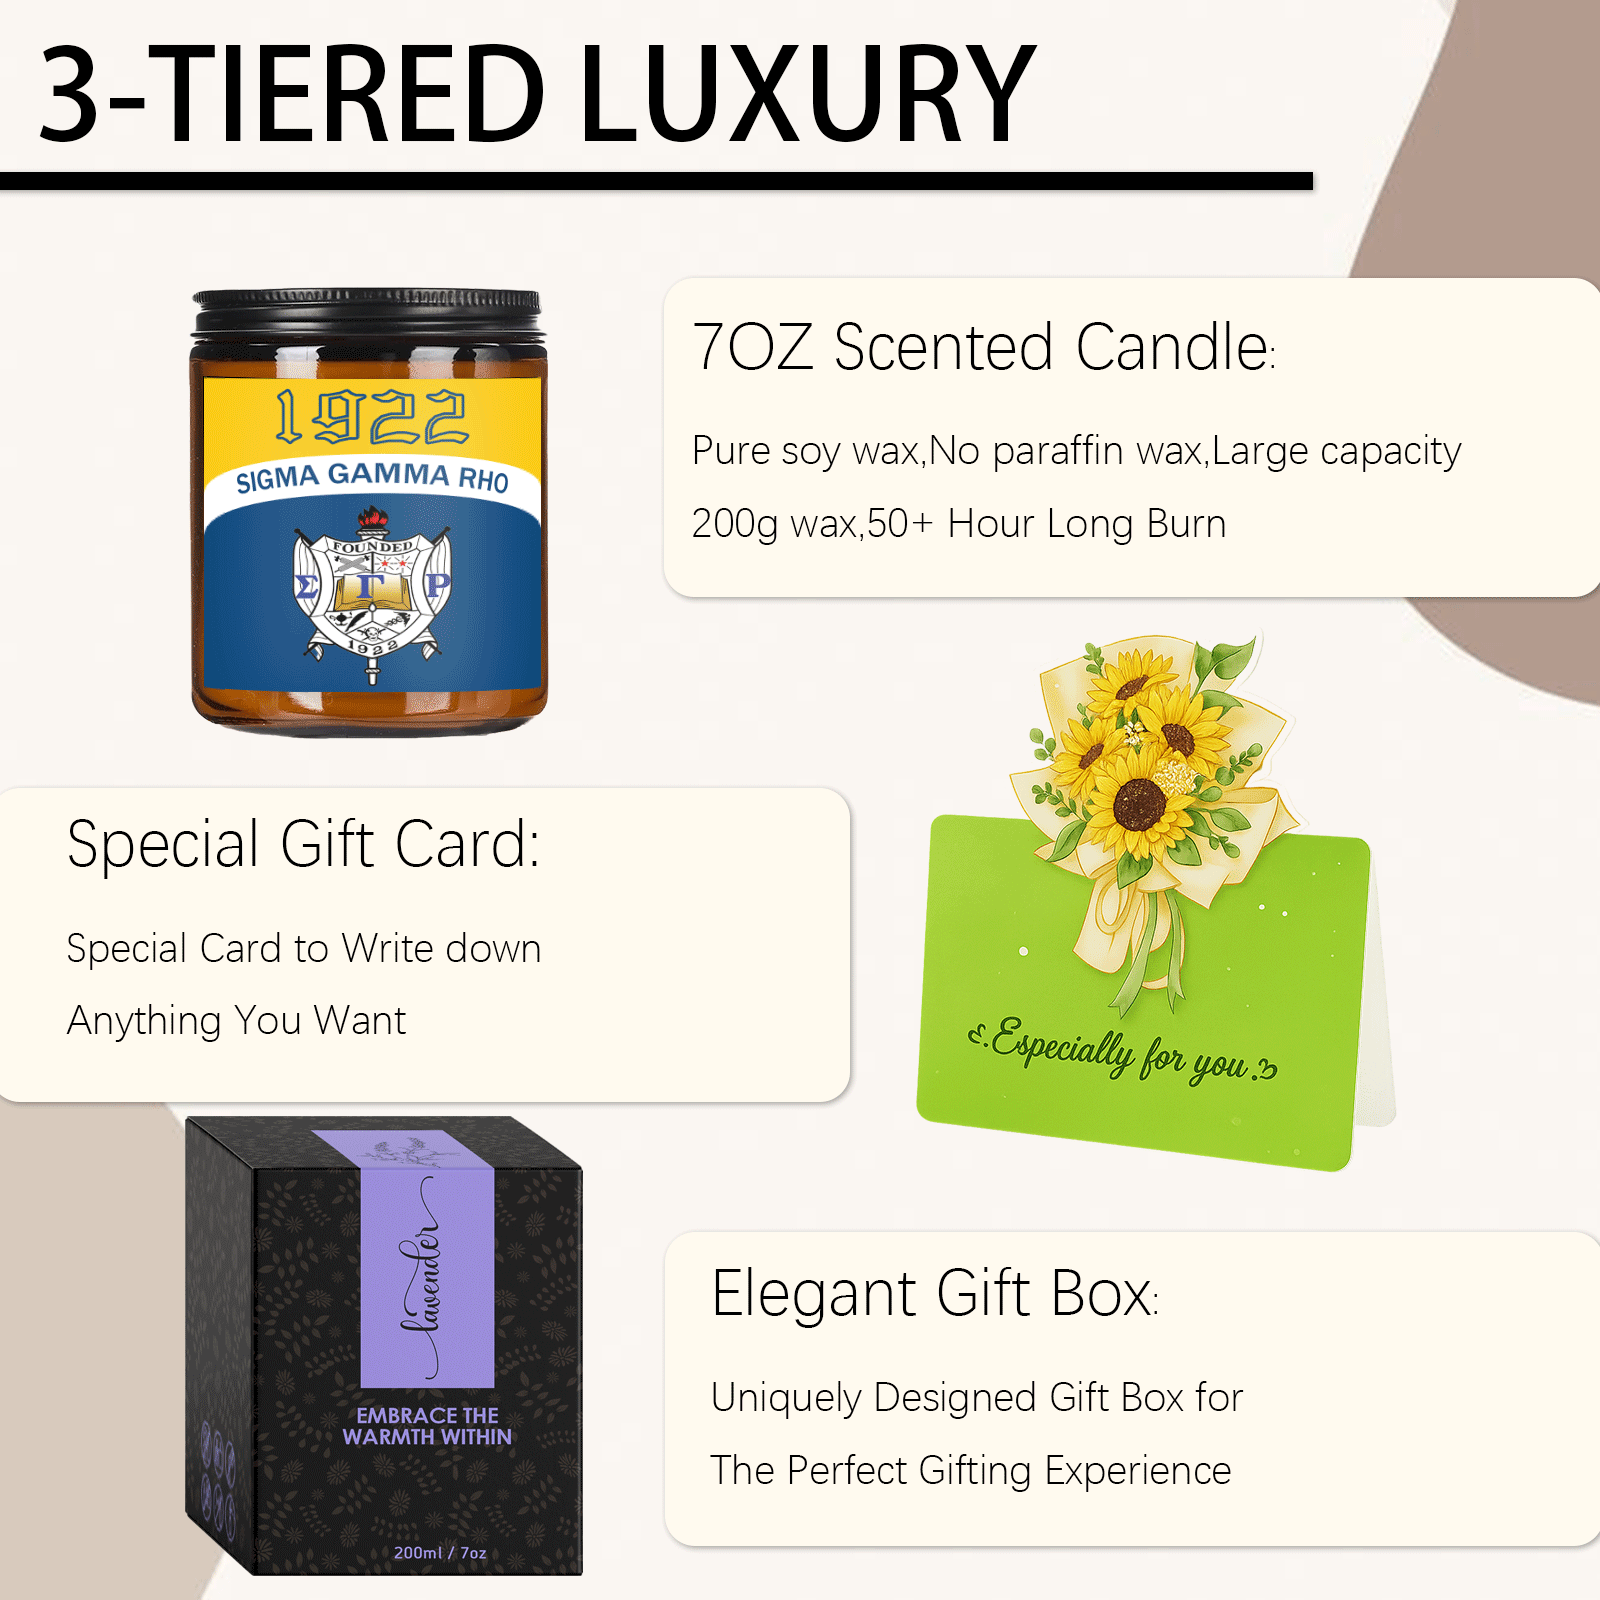 3-TIERED LUXURY
1922
SIGMA GAMMA RHO
FOUNDED
Σ Γ Ρ
1922
7OZ Scented Candle:
Pure soy wax,No paraffin wax,Large capacity
200g wax,50+ Hour Long Burn
Special Gift Card:
Special Card to Write down
Anything You Want
Especially for you
lavender
EMBRACE THE
WARMTH WITHIN
200ml / 7oz
Elegant Gift Box:
Uniquely Designed Gift Box for
The Perfect Gifting Experience